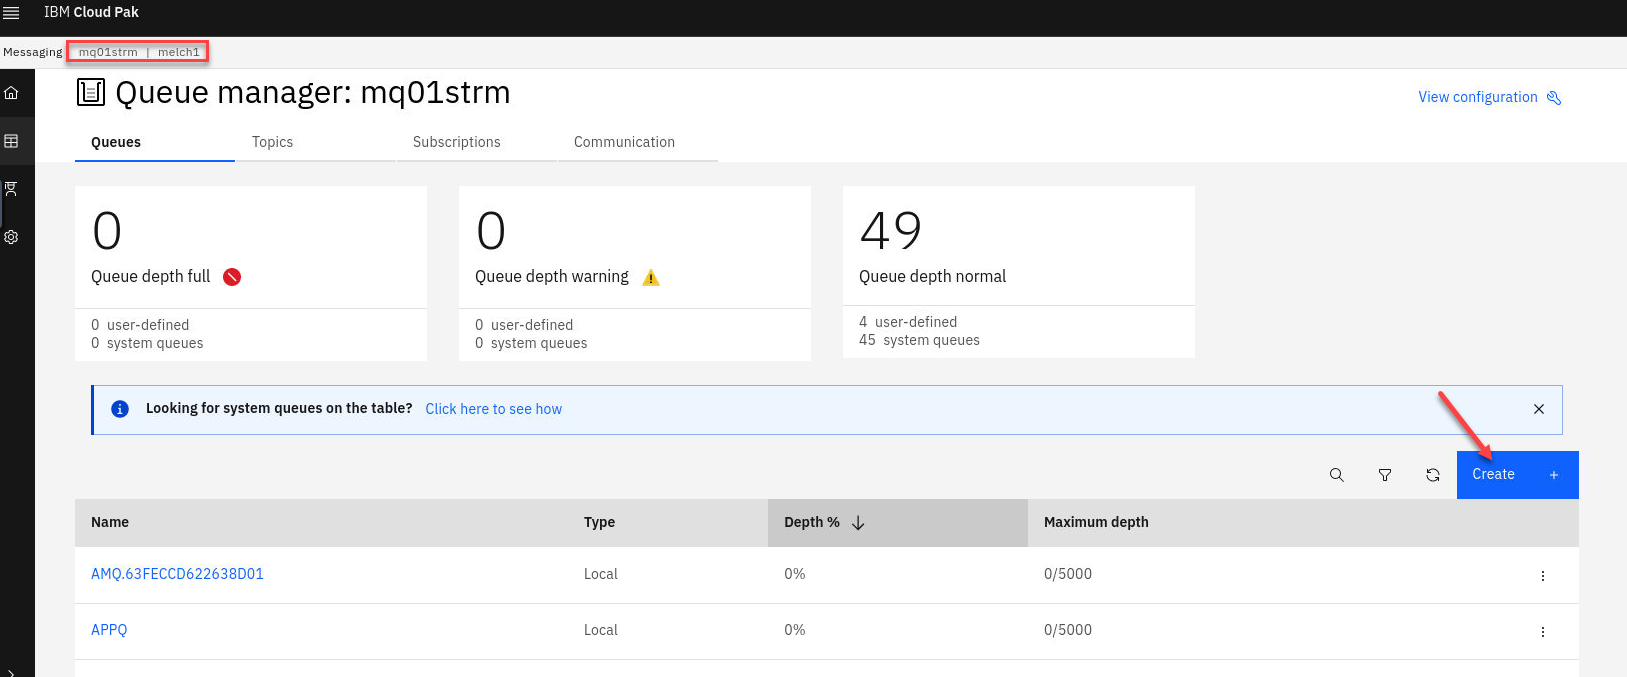 IBM Cloud Pak
Messaging mq01strm | melch1
Queue manager: mq01strm
View configuration
Queues Topics Subscriptions Communication
0 0 49
Queue depth full Queue depth warning Queue depth normal
0 user-defined 0 user-defined 4 user-defined
0 system queues 0 system queues 45 system queues
Looking for system queues on the table? Click here to see how
Create +
Name Type Depth % Maximum depth
AMQ.63FECCD622638D01 Local 0% 0/5000
APPQ Local 0% 0/5000